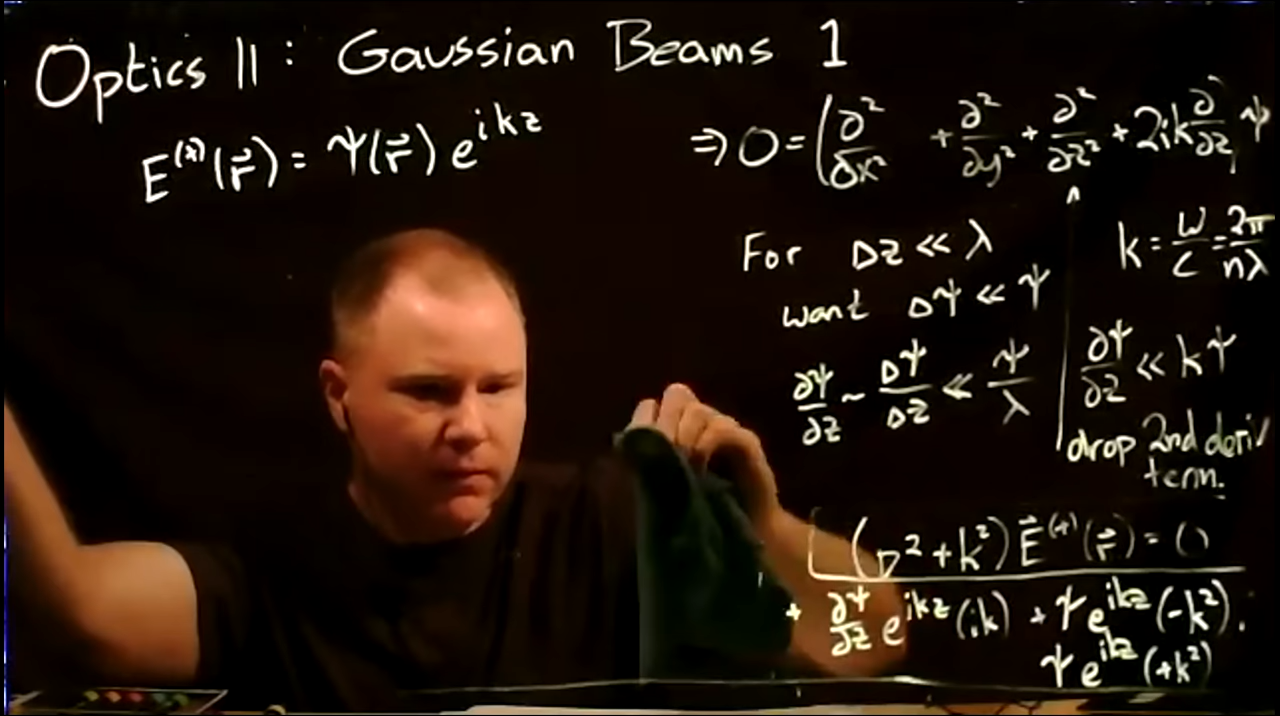 Optics II : Gaussian Beams 1
E⁽⁺⁾(r⃗) = ψ(r⃗) e^{ikz}
⇒ 0 = (∂²/∂x² + ∂²/∂y² + ∂²/∂z² + 2ik ∂/∂z) ψ
For Δz ≪ λ
want Δψ ≪ ψ
∂ψ/∂z ~ Δψ/Δz ≪ ψ/λ
k = ω/c = 2π/nλ
∂ψ/∂z ≪ kψ
drop 2nd deriv
term.
(∇² + k²) E⃗⁽⁺⁾(r⃗) = 0
+ ∂ψ/∂z e^{ikz} (ik) + ψ e^{ikz} (-k²).
ψ e^{ikz} (+k²)